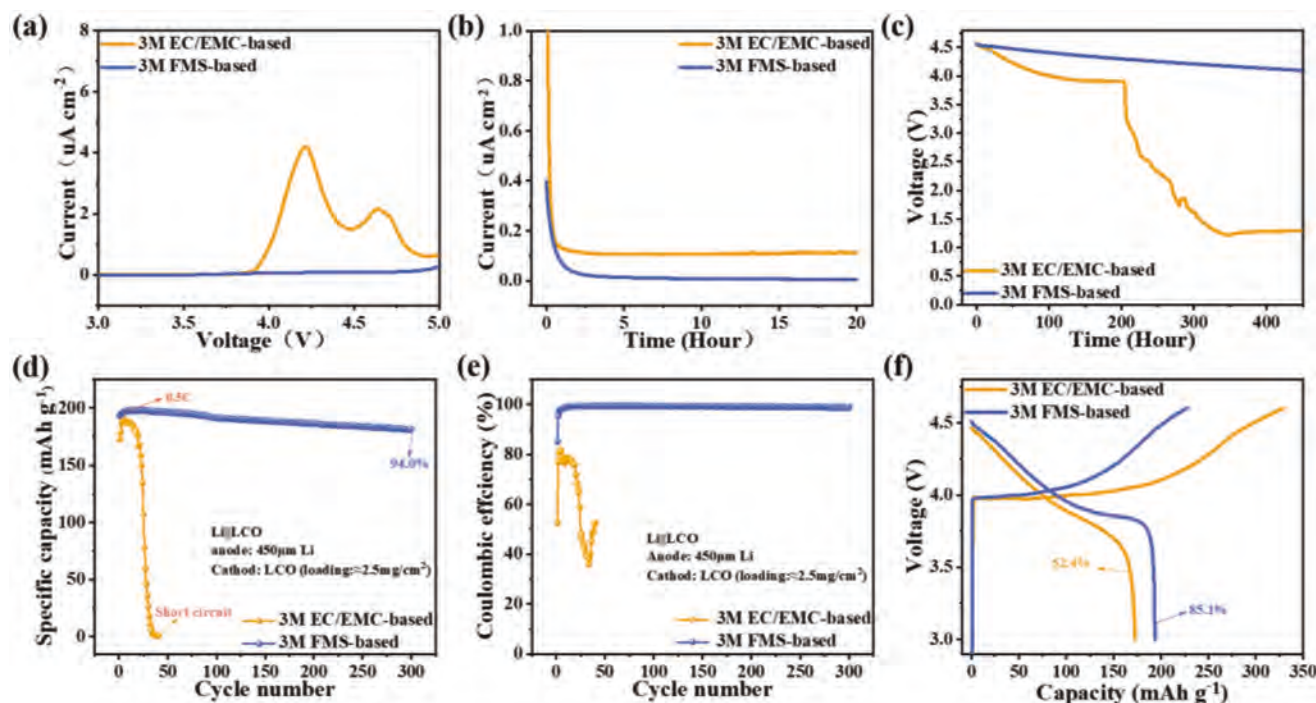 (a)
8
6
4
2
0
3.0
3.5
4.0
4.5
5.0
Current（uA cm-2)
Voltage（V）
3M EC/EMC-based
3M FMS-based
(b)
1.0
0.8
0.6
0.4
0.2
0.0
0
5
10
15
20
Current（uA cm-2)
Time (Hour）
3M EC/EMC-based
3M FMS-based
(c)
4.5
4.0
3.5
3.0
2.5
2.0
1.5
1.0
0.5
0.0
0
100
200
300
400
Voltage (V)
Time (Hour)
3M EC/EMC-based
3M FMS-based
(d)
200
150
100
50
0
0
50
100
150
200
250
300
Specific capacity (mAh g-1)
Cycle number
0.5C
94.0%
Li||LCO
anode: 450μm Li
Cathod: LCO (loading:≈2.5mg/cm2)
Short circuit
3M EC/EMC-based
3M FMS-based
(e)
100
80
60
40
20
0
0
50
100
150
200
250
300
Coulombic effciency (%)
Cycle number
Li||LCO
Anode: 450μm Li
Cathod: LCO (loading:≈2.5mg/cm2)
3M EC/EMC-based
3M FMS-based
(f)
4.5
4.0
3.5
3.0
0
50
100
150
200
250
300
350
Voltage (V)
Capacity (mAh g-1)
3M EC/EMC-based
3M FMS-based
52.4%
85.1%